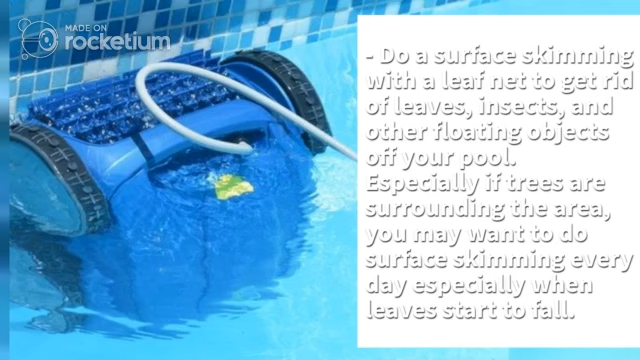 MADE ON
rocketium
- Do a surface skimming
with a leaf net to get rid
of leaves, insects, and
other floating objects
off your pool.
Especially if trees are
surrounding the area,
you may want to do
surface skimming every
day especially when
leaves start to fall.